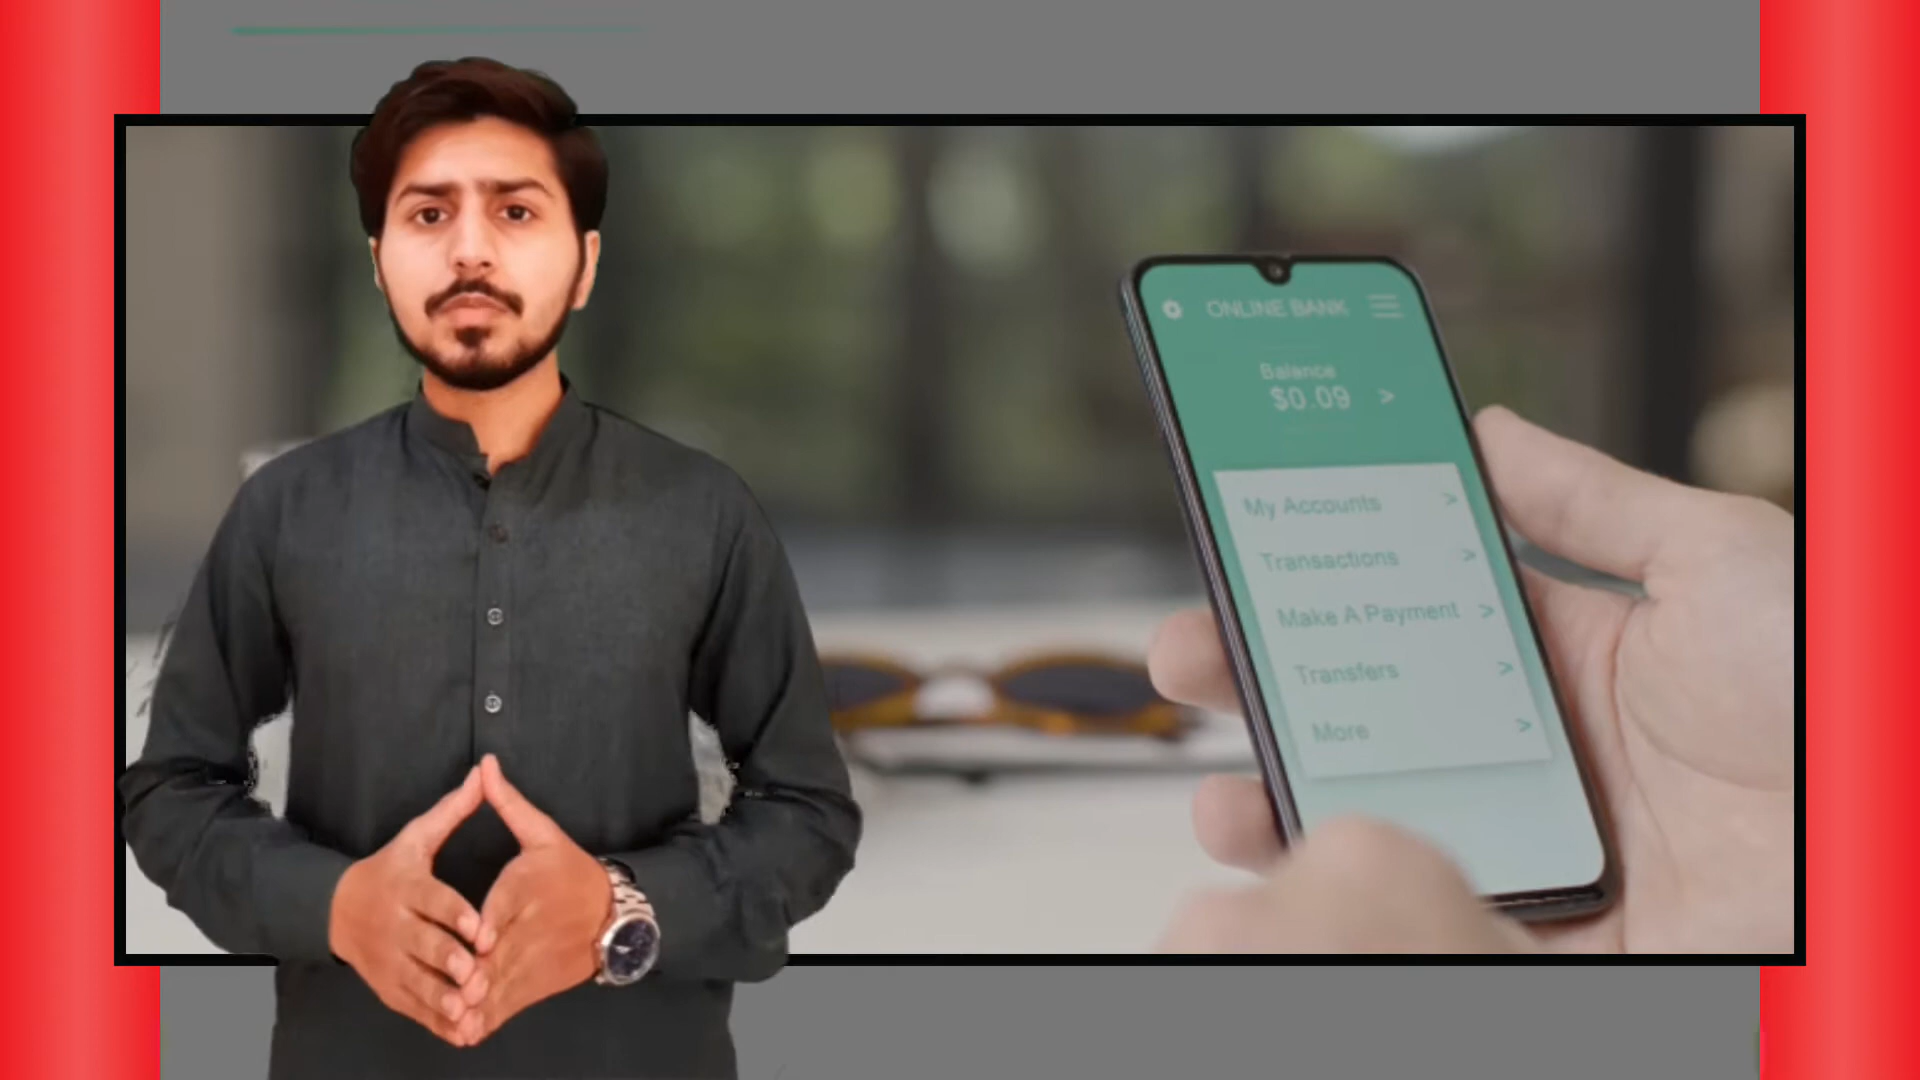 ONLINE BANK
Balance
$0.09 >
My Accounts >
Transactions >
Make A Payment >
Transfers >
More >